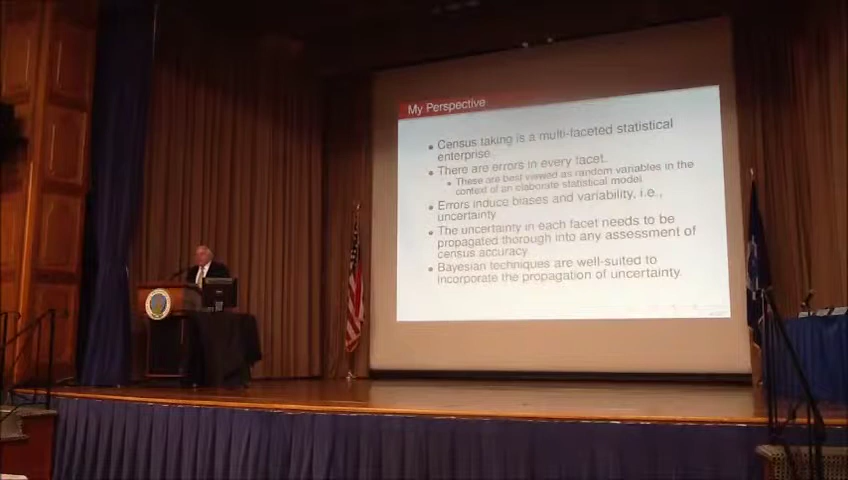 My Perspective
• Census taking is a multi-faceted statistical
enterprise.
• There are errors in every facet.
• These are best viewed as random variables in the
context of an elaborate statistical model
• Errors induce biases and variability, i.e.,
uncertainty.
• The uncertainty in each facet needs to be
propagated thorough into any assessment of
census accuracy.
• Bayesian techniques are well-suited to
incorporate the propagation of uncertainty.